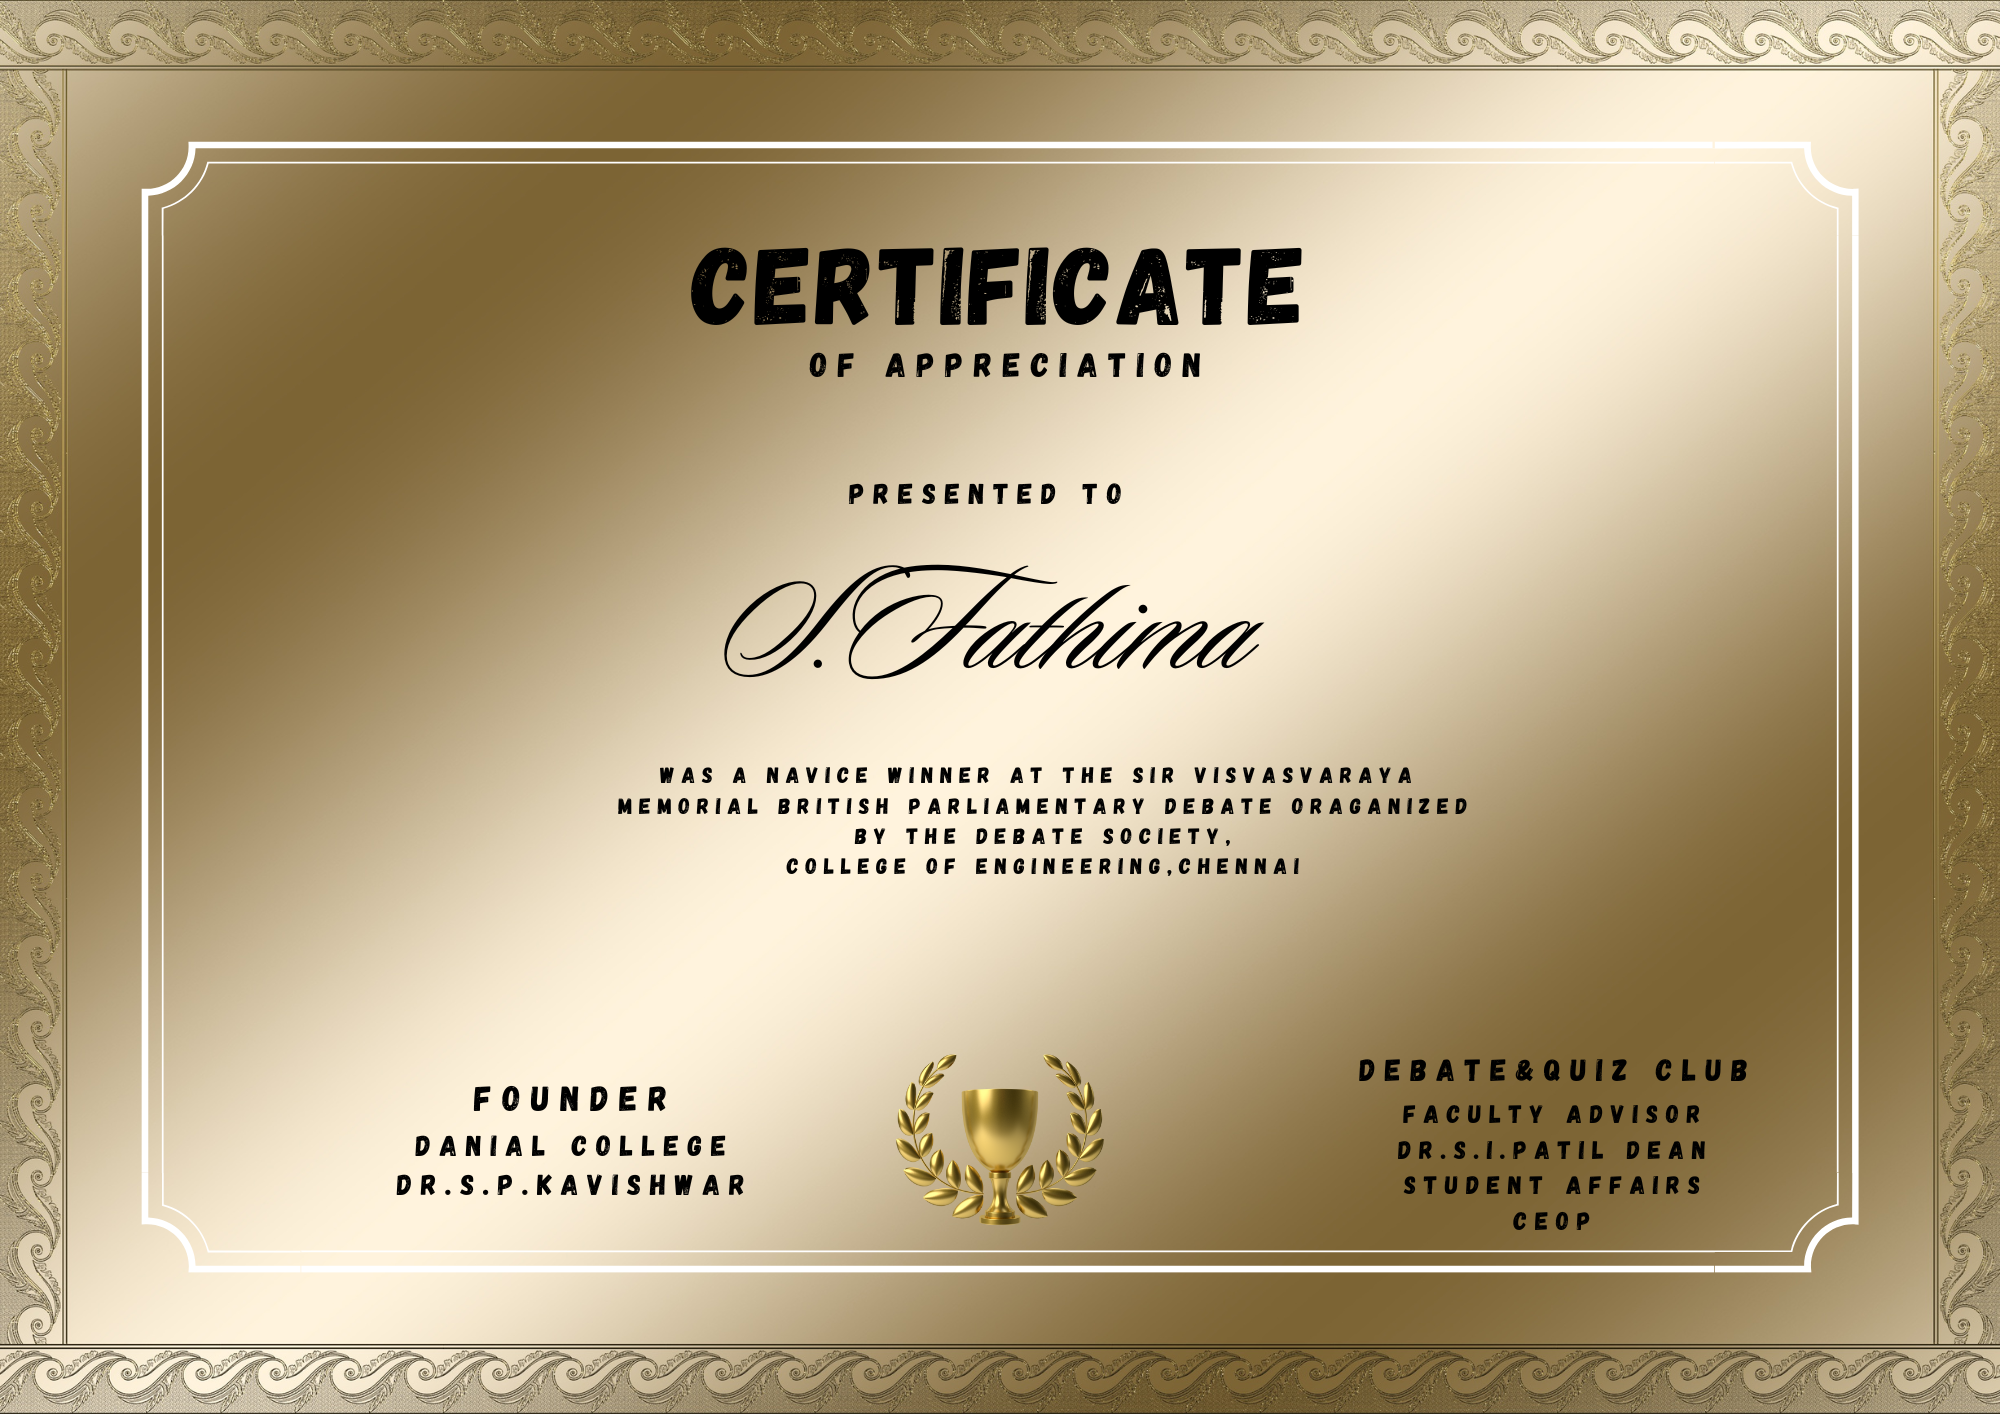 CERTIFICATE
OF APPRECIATION
PRESENTED TO
S.Fathima
WAS A NAVICE WINNER AT THE SIR VISVASVARAYA
MEMORIAL BRITISH PARLIAMENTARY DEBATE ORAGANIZED
BY THE DEBATE SOCIETY,
COLLEGE OF ENGINEERING,CHENNAI
FOUNDER
DANIAL COLLEGE
DR.S.P.KAVISHWAR
DEBATE&QUIZ CLUB
FACULTY ADVISOR
DR.S.I.PATIL DEAN
STUDENT AFFAIRS
CEOP